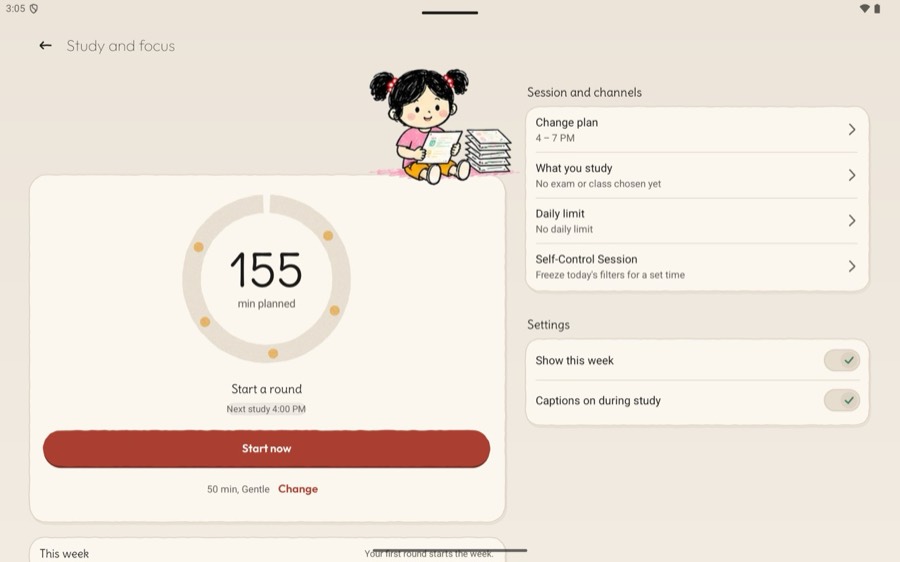 3:05
Study and focus
155
min planned
Start a round
Next study 4:00 PM
Start now
50 min, Gentle Change
This week
Your first round starts the week.
Session and channels
Change plan
4 – 7 PM
What you study
No exam or class chosen yet
Daily limit
No daily limit
Self-Control Session
Freeze today's filters for a set time
Settings
Show this week
Captions on during study